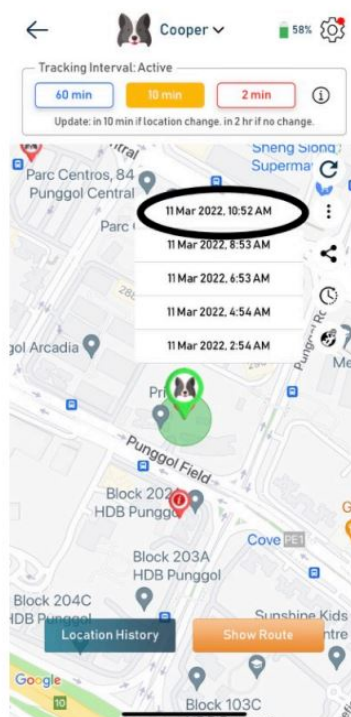 Cooper
58%
Tracking Interval: Active
60 min
10 min
2 min
Update: in 10 min if location change. in 2 hr if no change.
Sheng Siong
Parc Centros, 84
Punggol Central
11 Mar 2022, 10:52 AM
Parc
11 Mar 2022, 8:53 AM
11 Mar 2022, 6:53 AM
11 Mar 2022, 4:54 AM
11 Mar 2022, 2:54 AM
Arcadia
Punggol Field
Block 202
HDB Pungg
Cove PE1
Block 203A
HDB Punggol
Block 204C
HDB Punggol
Sunshine Kids
Location History
Show Route
Google
10
Block 103C